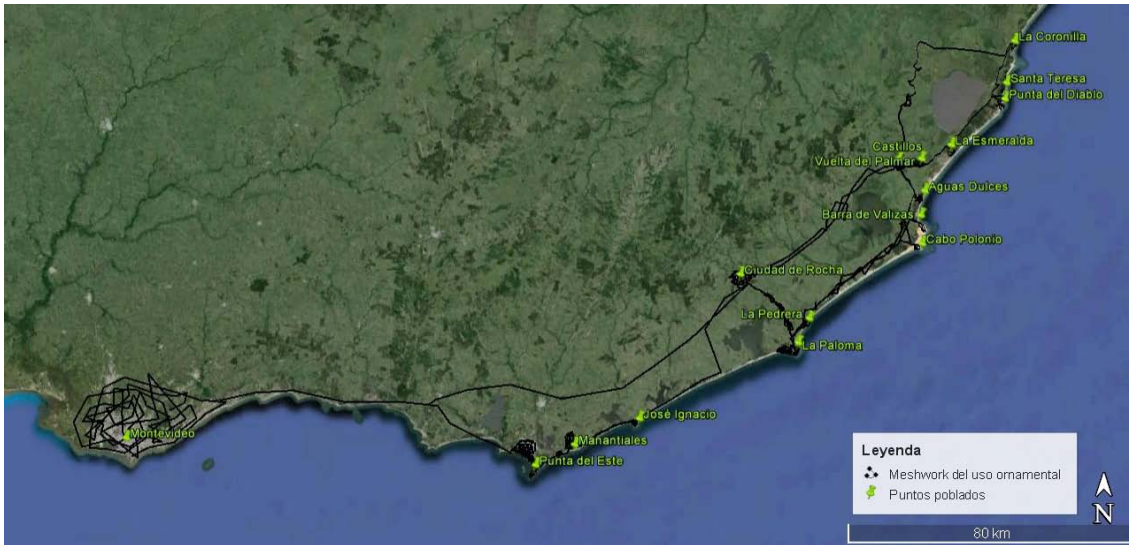 La Coronilla
Santa Teresa
Punta del Diablo
La Esmeralda
Castillos
Vuelta del Palmar
Aguas Dulces
Barra de Valizas
Cabo Polonio
Ciudad de Rocha
La Pedrera
La Paloma
José Ignacio
Manantiales
Montevideo
Punta del Este
Leyenda
Meshwork del uso ornamental
Puntos poblados
N
80 km